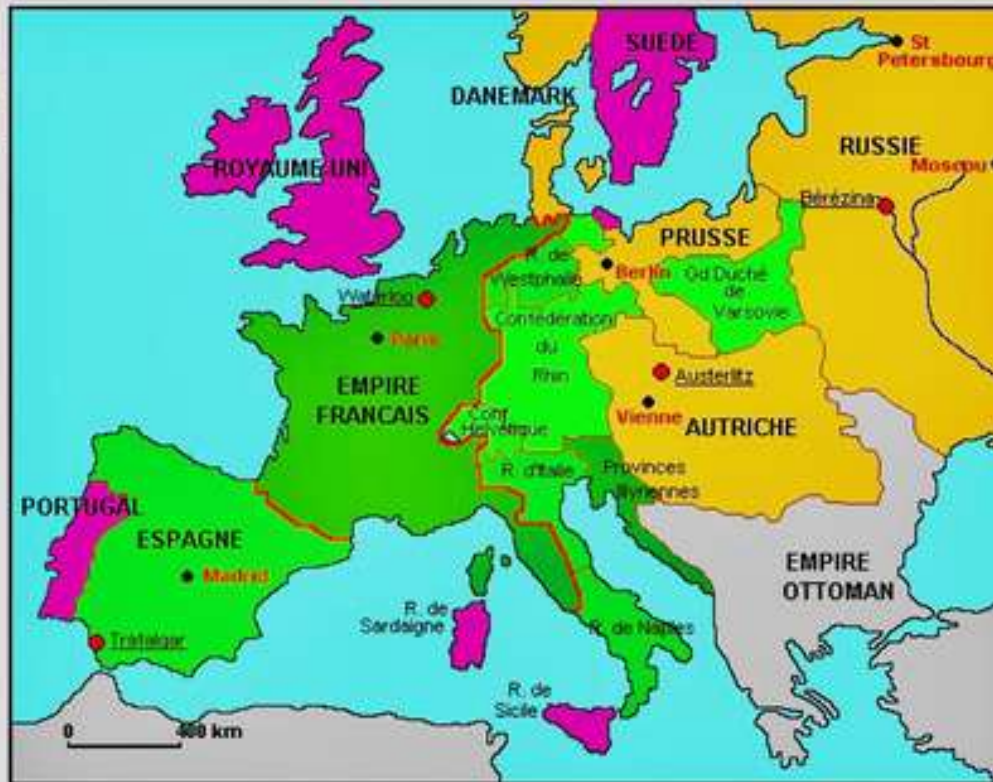 SUEDE
St
Petersbourg
DANEMARK
RUSSIE
Moscou
ROYAUME-UNI
Bérézina
PRUSSE
R. de
Westphalie
Berlin
Gd Duché
de
Varsovie
Waterloo
Confédération
du
Rhin
Paris
EMPIRE
FRANCAIS
Austerlitz
Vienne
AUTRICHE
Conf
Helvétique
R. d'Italie
Provinces
Illyriennes
PORTUGAL
ESPAGNE
Madrid
EMPIRE
OTTOMAN
R. de
Sardaigne
R. de Naples
Trafalgar
R. de
Sicile
0 400 km